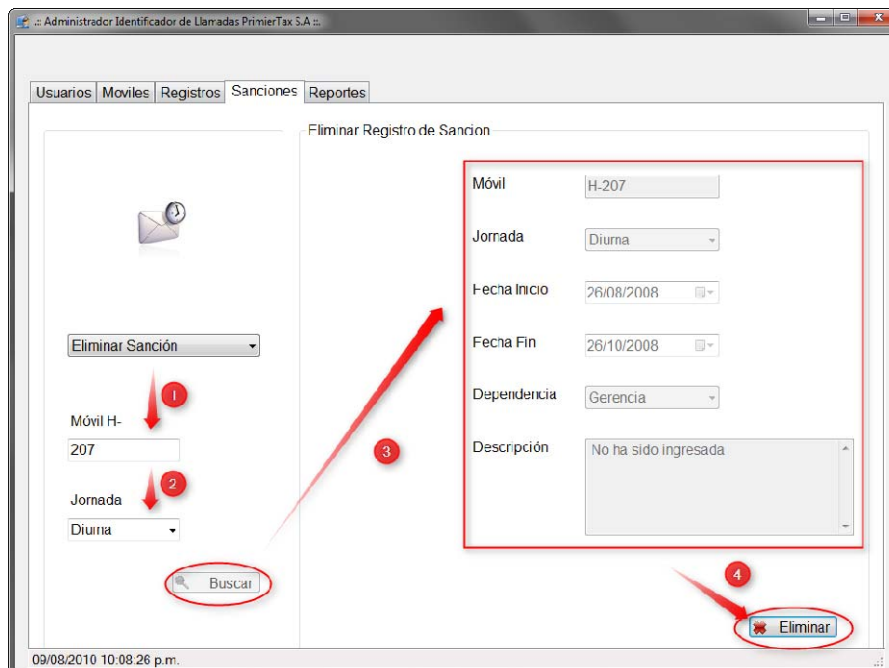 .:: Administrador Identificador de Llamadas PrimierTax S.A ::.
Usuarios Moviles Registros Sanciones Reportes
Eliminar Registro de Sancion
Eliminar Sanción
1
Móvil H-
207
2
Jornada
Diurna
Buscar
3
Móvil H-207
Jornada Diurna
Fecha Inicio 26/08/2008
Fecha Fin 26/10/2008
Dependencia Gerencia
Descripción No ha sido ingresada
4
Eliminar
09/08/2010 10:08:26 p.m.